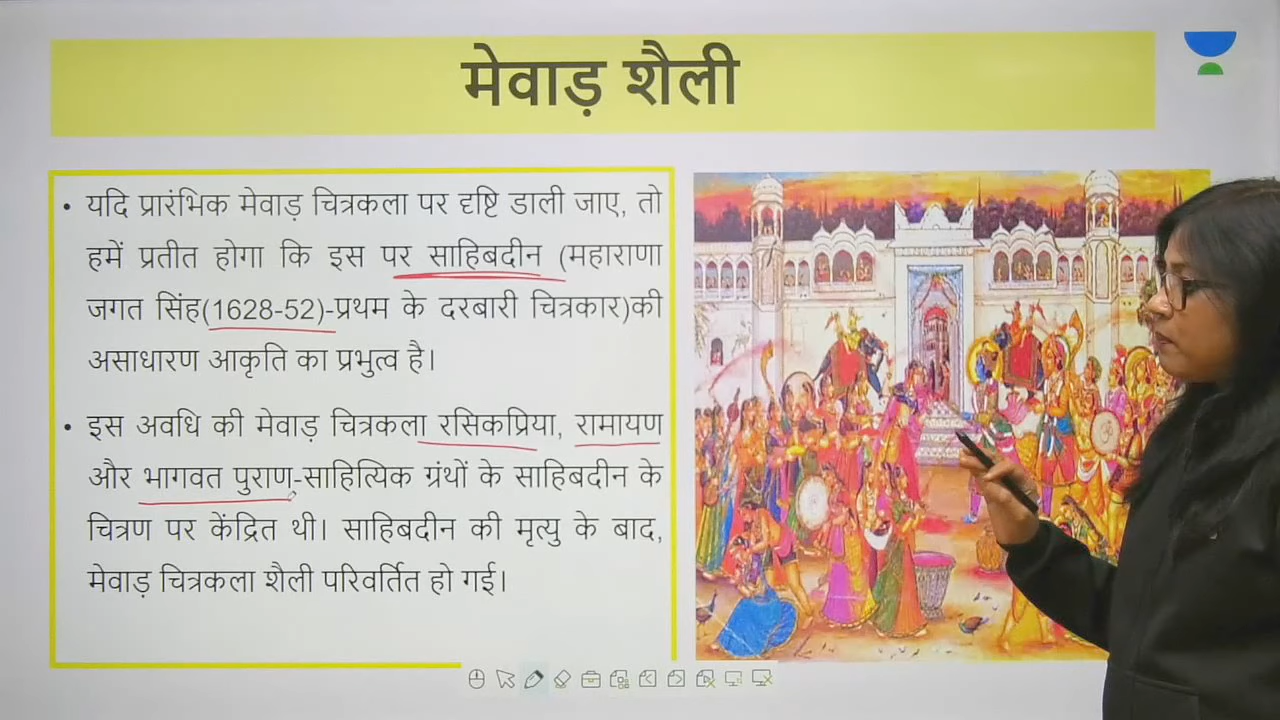 मेवाड़ शैली
• यदि प्रारंभिक मेवाड़ चित्रकला पर दृष्टि डाली जाए, तो
हमें प्रतीत होगा कि इस पर साहिबदीन (महाराणा
जगत सिंह(1628-52)-प्रथम के दरबारी चित्रकार)की
असाधारण आकृति का प्रभुत्व है।
• इस अवधि की मेवाड़ चित्रकला रसिकप्रिया, रामायण
और भागवत पुराण-साहित्यिक ग्रंथों के साहिबदीन के
चित्रण पर केंद्रित थी। साहिबदीन की मृत्यु के बाद,
मेवाड़ चित्रकला शैली परिवर्तित हो गई।